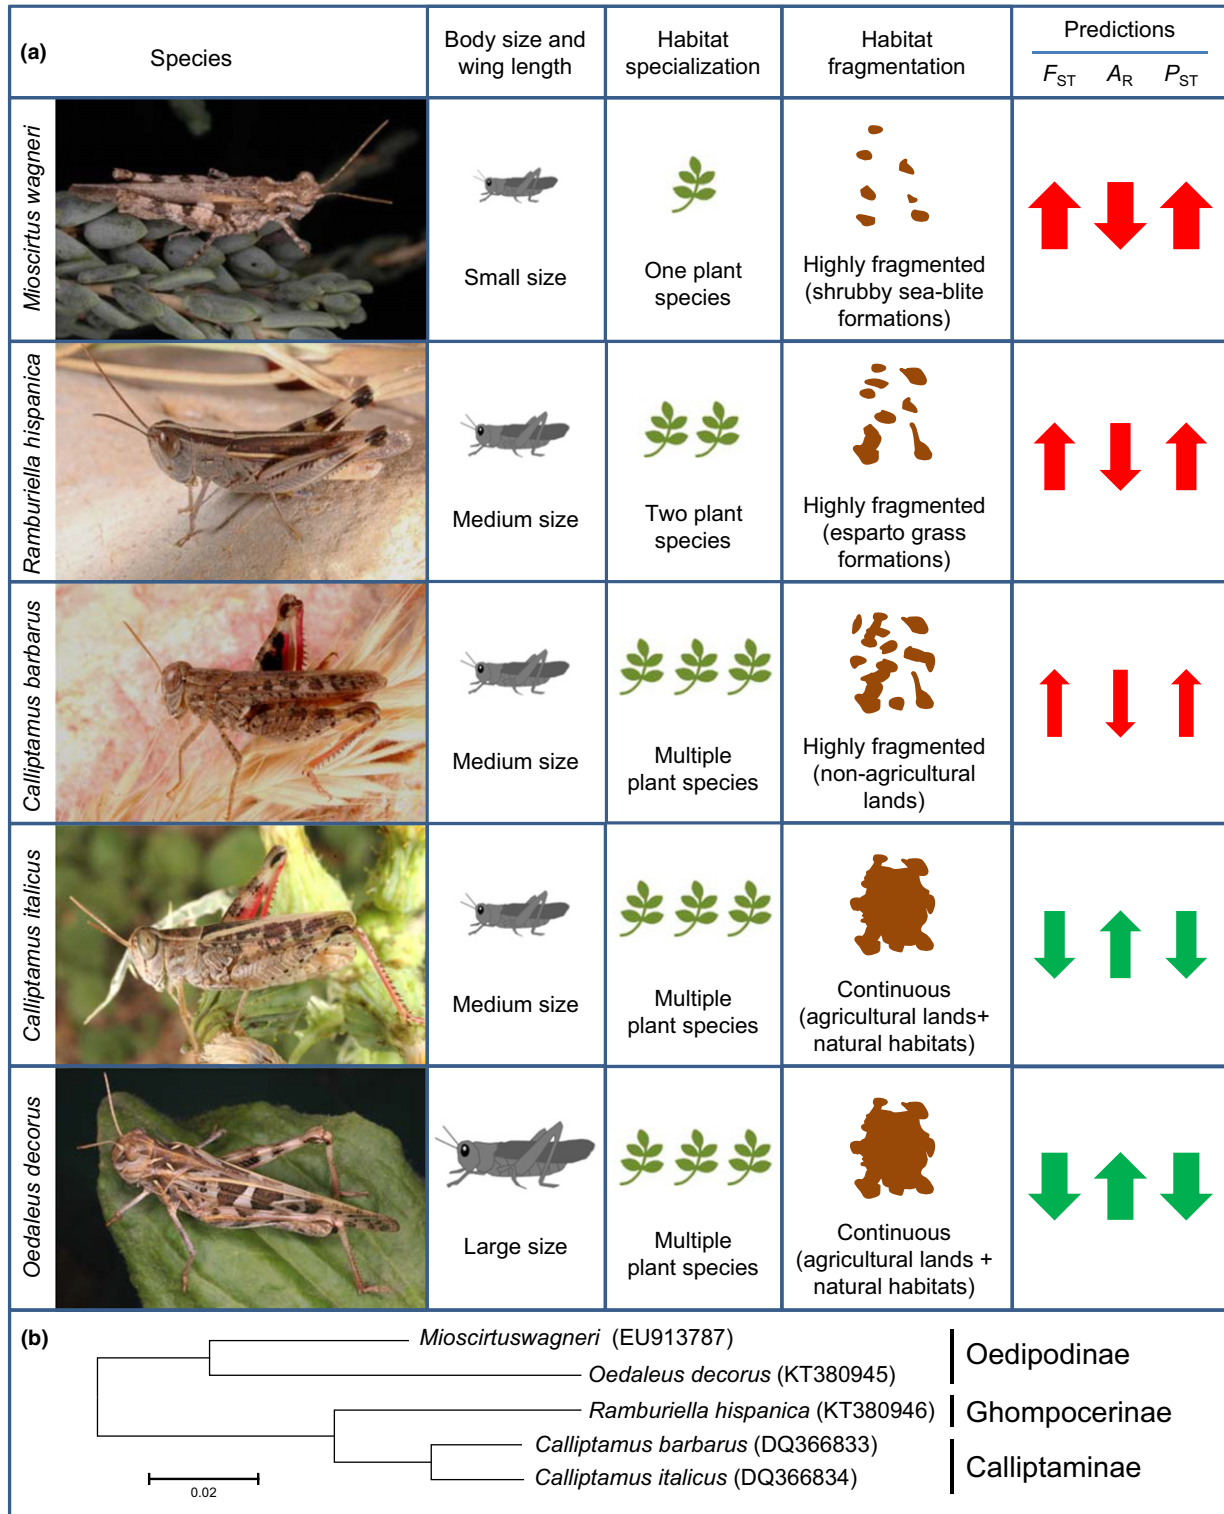 (a)
Species
Body size and
wing length
Habitat
specialization
Habitat
fragmentation
Predictions
FST AR PST
Mioscirtus wagneri
Small size
One plant
species
Highly fragmented
(shrubby sea-blite
formations)
Ramburiella hispanica
Medium size
Two plant
species
Highly fragmented
(esparto grass
formations)
Calliptamus barbarus
Medium size
Multiple
plant species
Highly fragmented
(non-agricultural
lands)
Calliptamus italicus
Medium size
Multiple
plant species
Continuous
(agricultural lands+
natural habitats)
Oedaleus decorus
Large size
Multiple
plant species
Continuous
(agricultural lands +
natural habitats)
(b)
Mioscirtuswagneri (EU913787)
Oedaleus decorus (KT380945)
Oedipodinae
Ramburiella hispanica (KT380946)
Ghompocerinae
Calliptamus barbarus (DQ366833)
Calliptamus italicus (DQ366834)
Calliptaminae
0.02